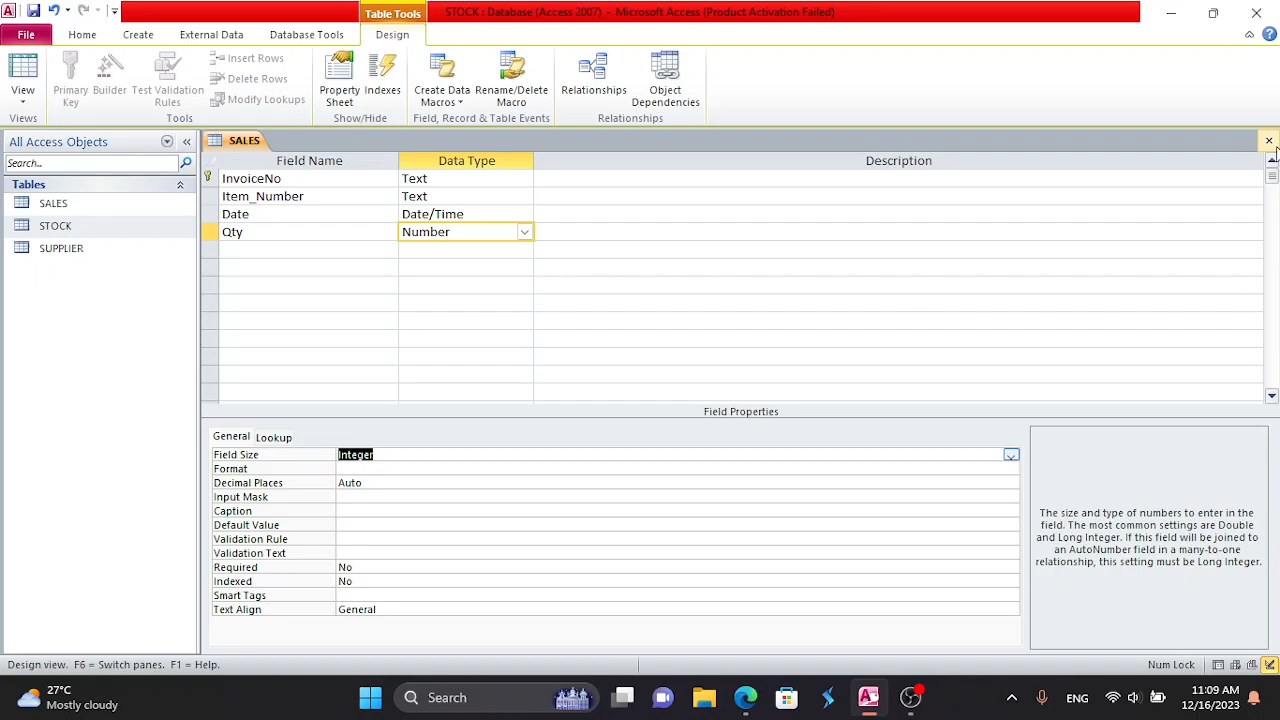 Table Tools
STOCK : Database (Access 2007) - Microsoft Access (Product Activation Failed)
File Home Create External Data Database Tools Design
View
Primary Key
Builder
Test Validation Rules
Insert Rows
Delete Rows
Modify Lookups
Property Sheet
Indexes
Create Data Macros
Rename/Delete Macro
Relationships
Object Dependencies
Views Tools Show/Hide Field, Record & Table Events Relationships
All Access Objects
Search...
Tables
SALES
STOCK
SUPPLIER
SALES
Field Name Data Type Description
InvoiceNo Text
Item_Number Text
Date Date/Time
Qty Number
Field Properties
General Lookup
Field Size Integer
Format
Decimal Places Auto
Input Mask
Caption
Default Value
Validation Rule
Validation Text
Required No
Indexed No
Smart Tags
Text Align General
The size and type of numbers to enter in the
field. The most common settings are Double
and Long Integer. If this field will be joined to
an AutoNumber field in a many-to-one
relationship, this setting must be Long Integer.
Design view. F6 = Switch panes. F1 = Help. Num Lock
27°C
Mostly cloudy
Search
ENG
11:09 AM
12/16/2023